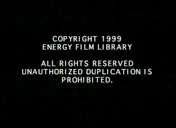 COPYRIGHT 1999
ENERGY FILM LIBRARY
ALL RIGHTS RESERVED
UNAUTHORIZED DUPLICATION IS
PROHIBITED.